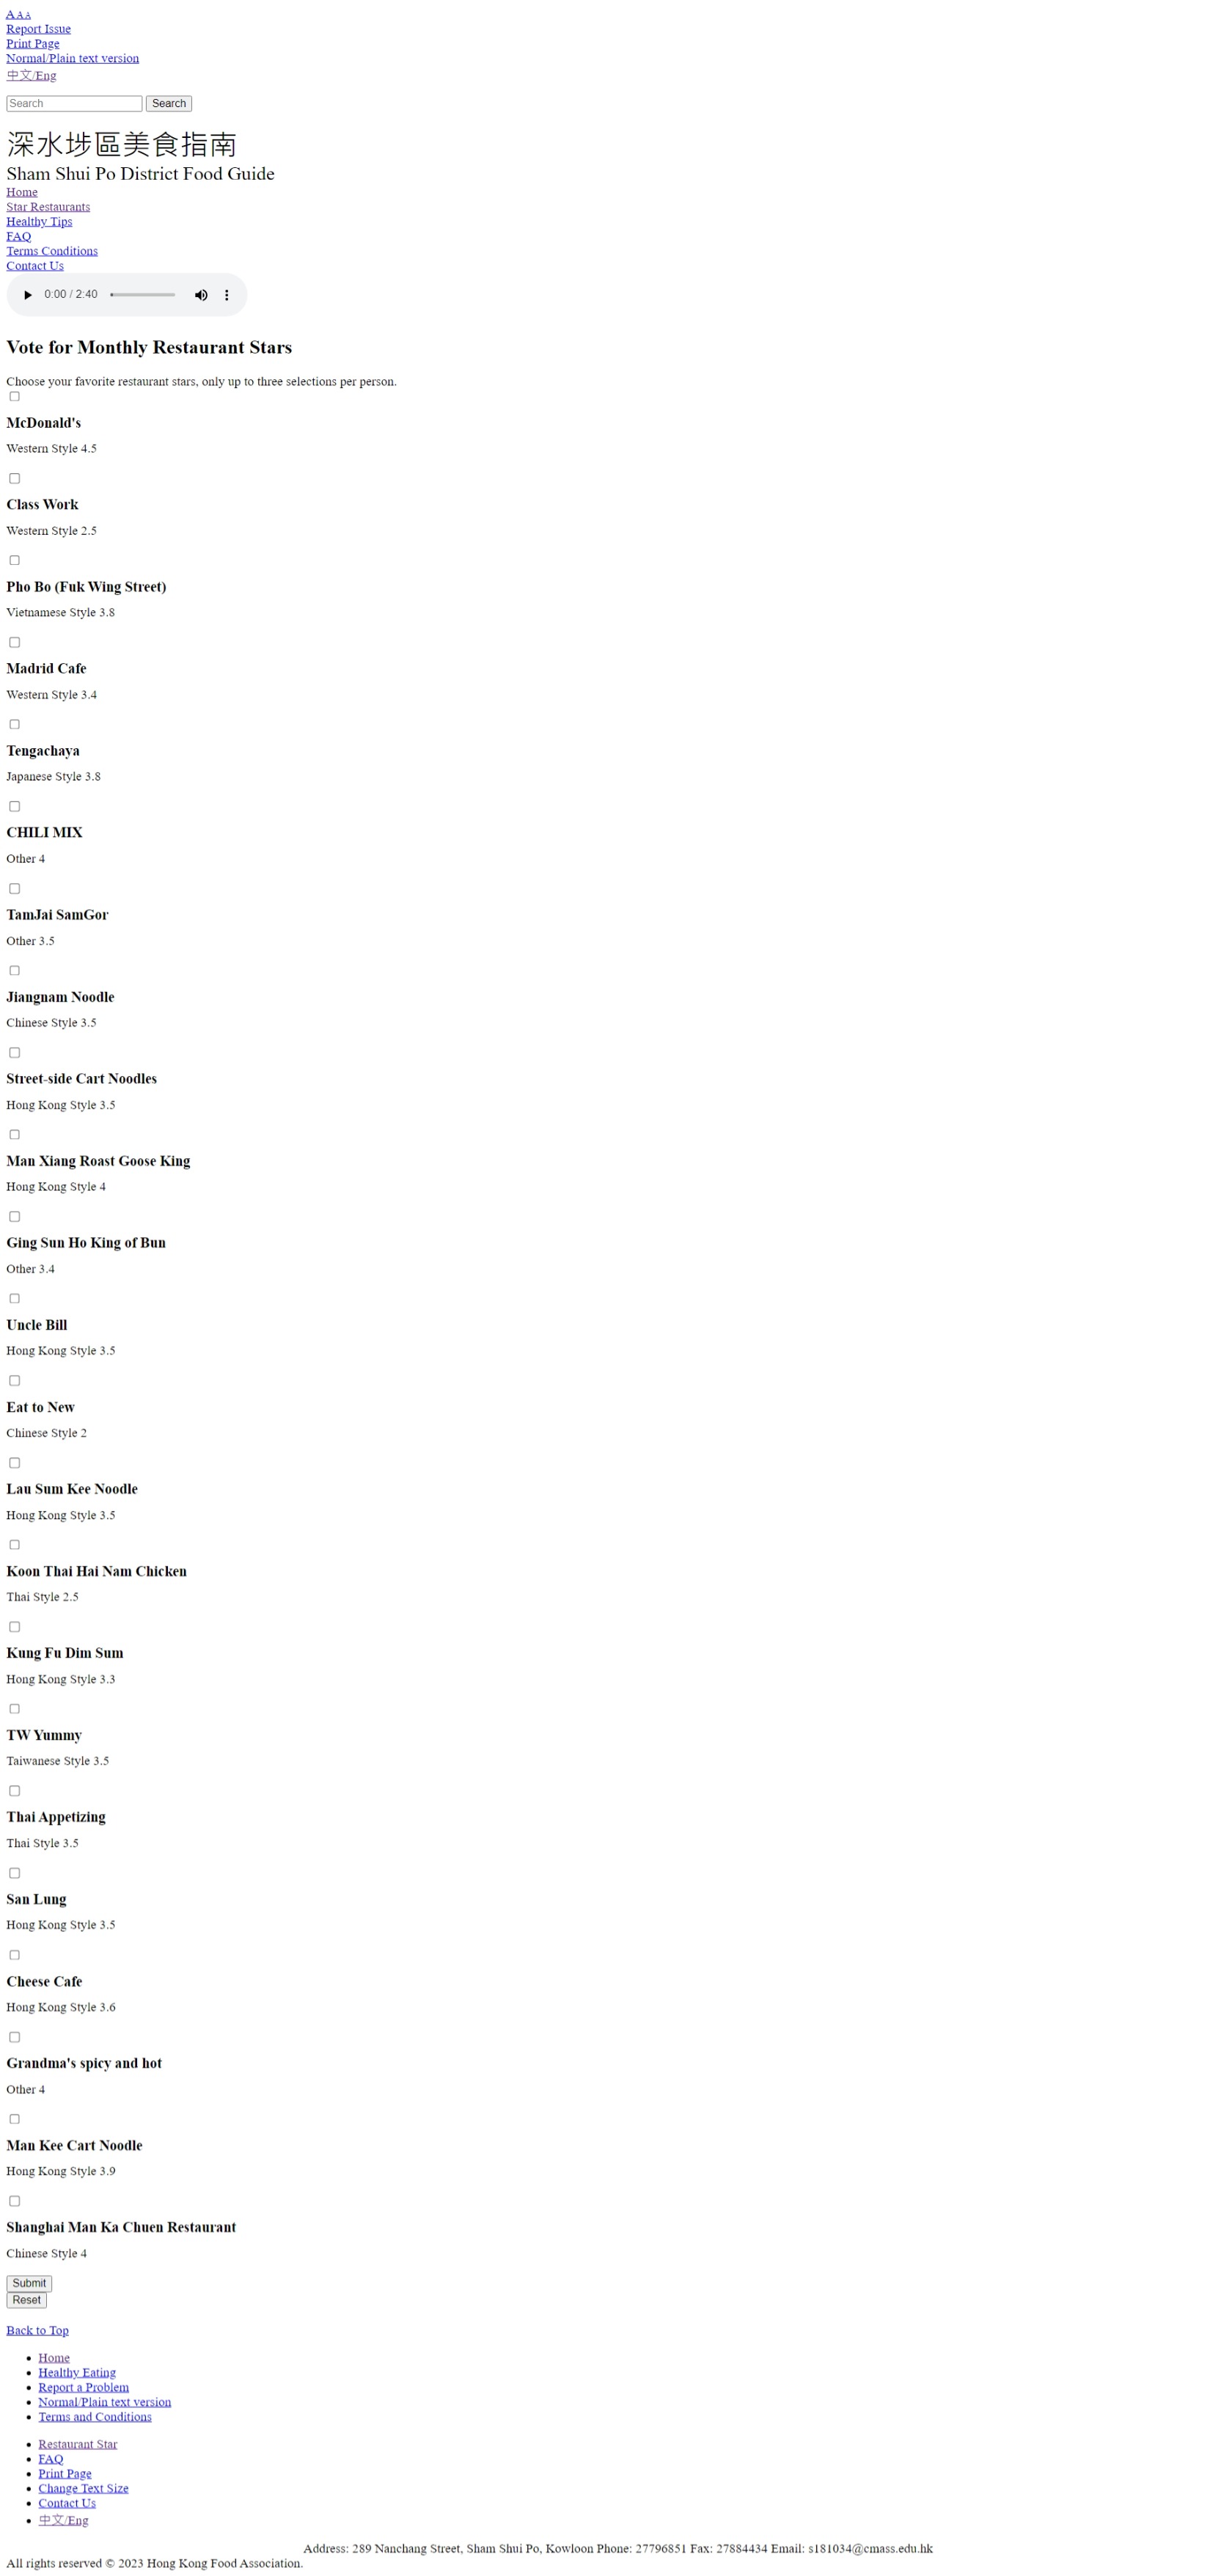 AAA
Report Issue
Print Page
Normal/Plain text version
中文/Eng
Search Search
深水埗區美食指南
Sham Shui Po District Food Guide
Home
Star Restaurants
Healthy Tips
FAQ
Terms Conditions
Contact Us
0:00 / 2:40
Vote for Monthly Restaurant Stars
Choose your favorite restaurant stars, only up to three selections per person.
McDonald's
Western Style 4.5
Class Work
Western Style 2.5
Pho Bo (Fuk Wing Street)
Vietnamese Style 3.8
Madrid Cafe
Western Style 3.4
Tengachaya
Japanese Style 3.8
CHILI MIX
Other 4
TamJai SamGor
Other 3.5
Jiangnam Noodle
Chinese Style 3.5
Street-side Cart Noodles
Hong Kong Style 3.5
Man Xiang Roast Goose King
Hong Kong Style 4
Ging Sun Ho King of Bun
Other 3.4
Uncle Bill
Hong Kong Style 3.5
Eat to New
Chinese Style 2
Lau Sum Kee Noodle
Hong Kong Style 3.5
Koon Thai Hai Nam Chicken
Thai Style 2.5
Kung Fu Dim Sum
Hong Kong Style 3.3
TW Yummy
Taiwanese Style 3.5
Thai Appetizing
Thai Style 3.5
San Lung
Hong Kong Style 3.5
Cheese Cafe
Hong Kong Style 3.6
Grandma's spicy and hot
Other 4
Man Kee Cart Noodle
Hong Kong Style 3.9
Shanghai Man Ka Chuen Restaurant
Chinese Style 4
Submit
Reset
Back to Top
Home
Healthy Eating
Report a Problem
Normal/Plain text version
Terms and Conditions
Restaurant Star
FAQ
Print Page
Change Text Size
Contact Us
中文/Eng
Address: 289 Nanchang Street, Sham Shui Po, Kowloon Phone: 27796851 Fax: 27884434 Email: s181034@cmass.edu.hk
All rights reserved © 2023 Hong Kong Food Association.